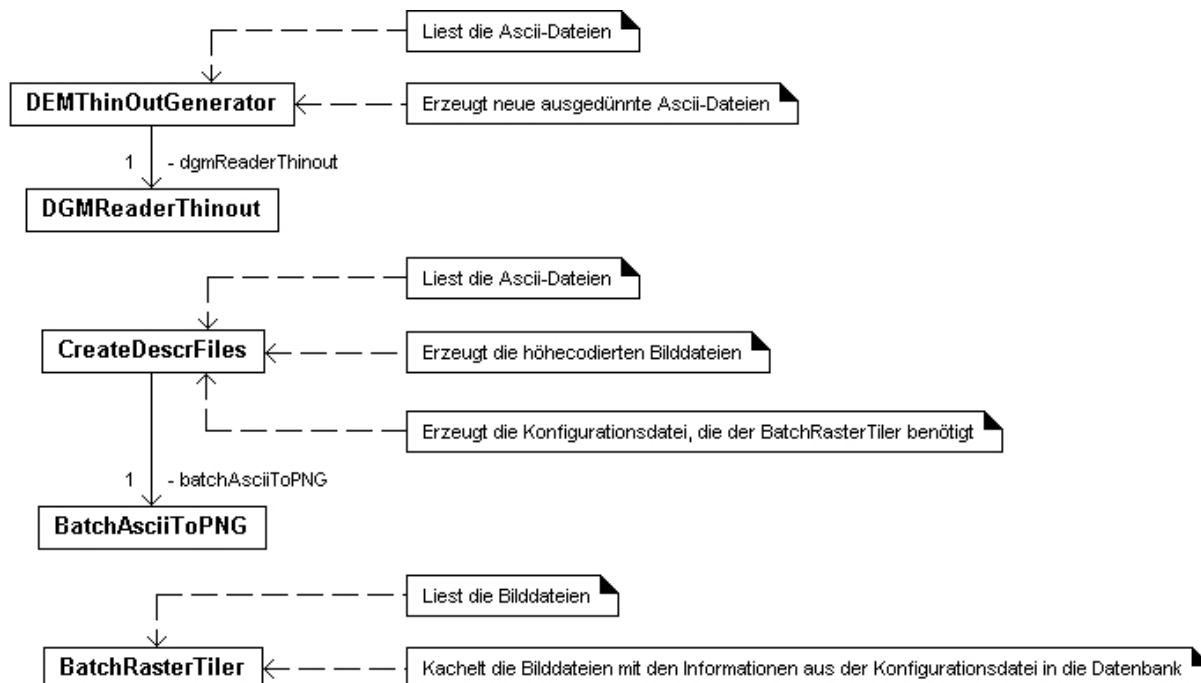 Liest die Ascii-Dateien
DEMThinOutGenerator
Erzeugt neue ausgedünnte Ascii-Dateien
1 - dgmReaderThinout
DGMReaderThinout
Liest die Ascii-Dateien
CreateDescrFiles
Erzeugt die höhecodierten Bilddateien
Erzeugt die Konfigurationsdatei, die der BatchRasterTiler benötigt
1 - batchAsciiToPNG
BatchAsciiToPNG
Liest die Bilddateien
BatchRasterTiler
Kachelt die Bilddateien mit den Informationen aus der Konfigurationsdatei in die Datenbank